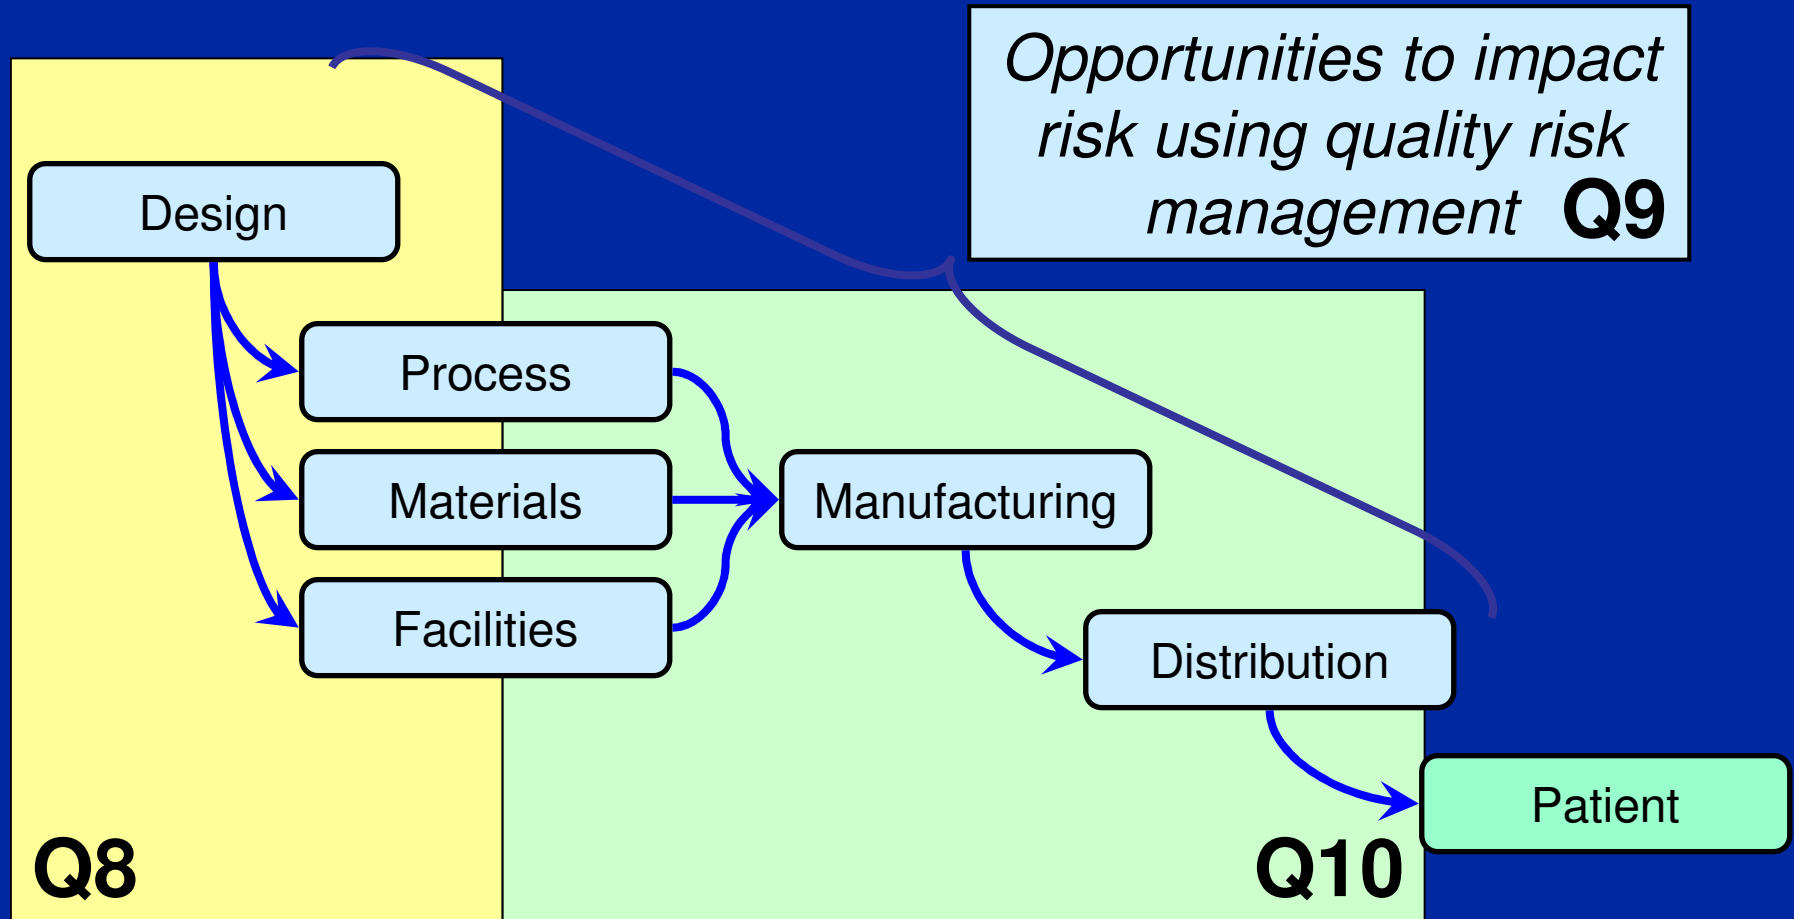 Opportunities to impact
risk using quality risk
management Q9
Design
Process
Materials
Manufacturing
Facilities
Distribution
Patient
Q8
Q10